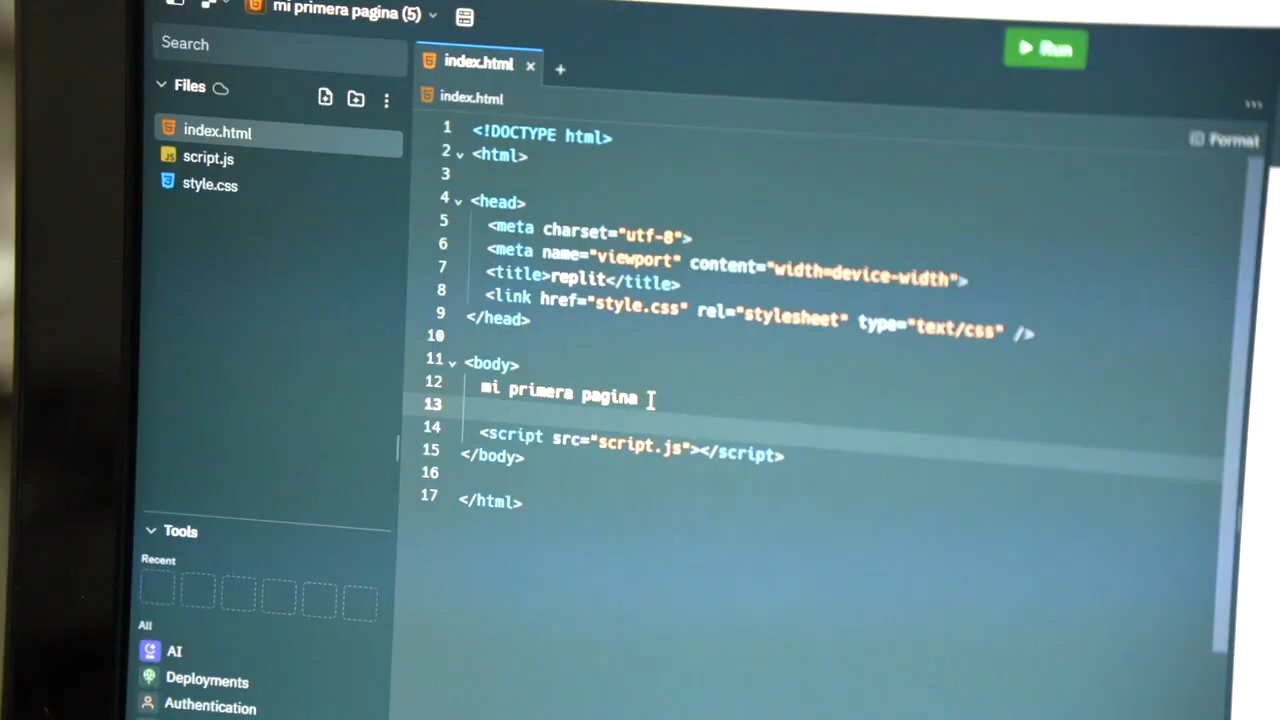 mi primera pagina (5)
Search
Files
index.html
script.js
style.css
Tools
Recent
All
AI
Deployments
Authentication
index.html
Run
index.html
Format
1 <!DOCTYPE html>
2 <html>
3
4 <head>
5 <meta charset="utf-8">
6 <meta name="viewport" content="width=device-width">
7 <title>replit</title>
8 <link href="style.css" rel="stylesheet" type="text/css" />
9 </head>
10
11 <body>
12 mi primera pagina
13
14 <script src="script.js"></script>
15 </body>
16
17 </html>